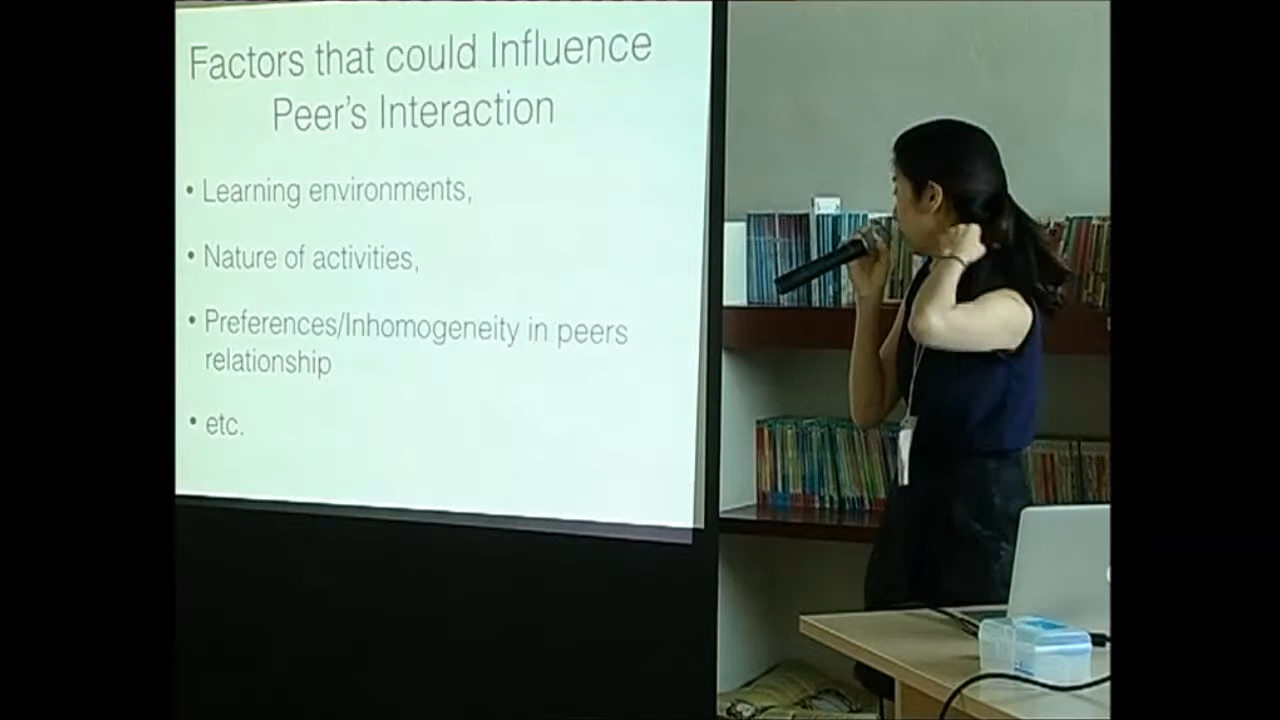 Factors that could Influence
Peer's Interaction
• Learning environments,
• Nature of activities,
• Preferences/Inhomogeneity in peers
relationship
• etc.